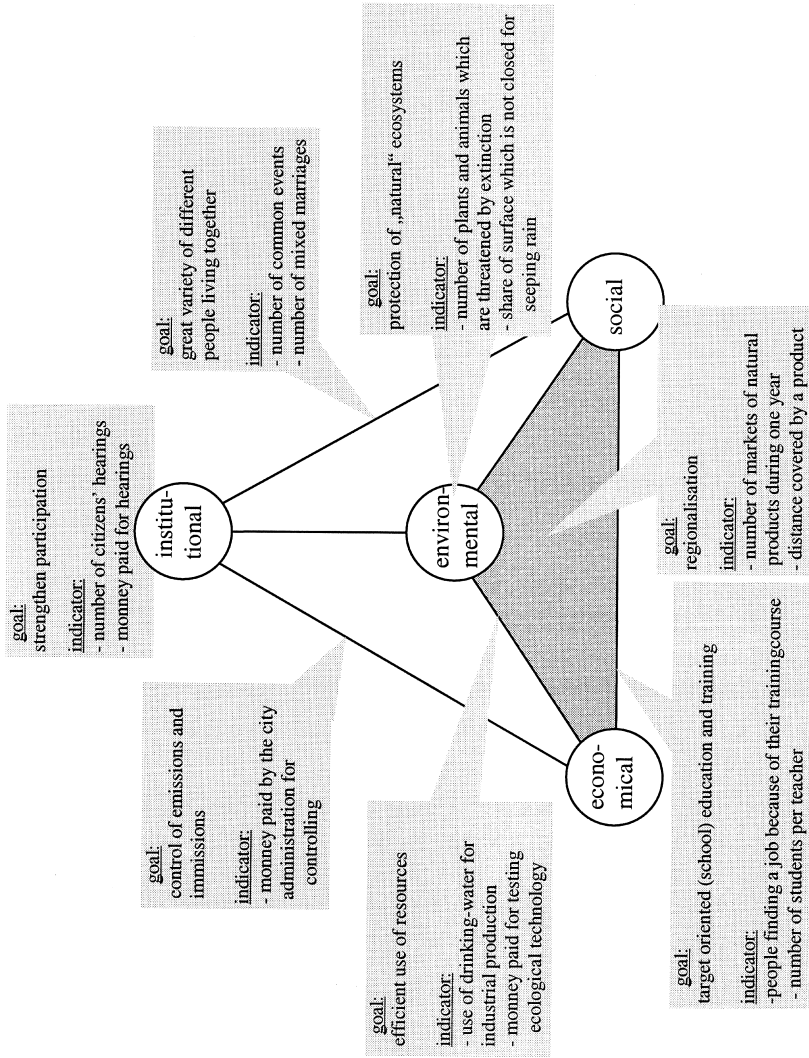 goal:
strengthen participation
indicator:
- number of citizens' hearings
- monney paid for hearings
goal:
control of emissions and
immissions
indicator:
- monney paid by the city
administration for
controlling
institu-
tional
goal:
great variety of different
people living together
indicator:
- number of common events
- number of mixed marriages
goal:
efficient use of resources
indicator:
- use of drinking-water for
industrial production
- monney paid for testing
ecological technology
environ-
mental
goal:
protection of „natural“ ecosystems
indicator:
- number of plants and animals which
are threatened by extinction
- share of surface which is not closed for
seeping rain
econo-
mical
social
goal:
target oriented (school) education and training
indicator:
-people finding a job because of their trainingcourse
- number of students per teacher
goal:
regionalisation
indicator:
- number of markets of natural
products during one year
- distance covered by a product